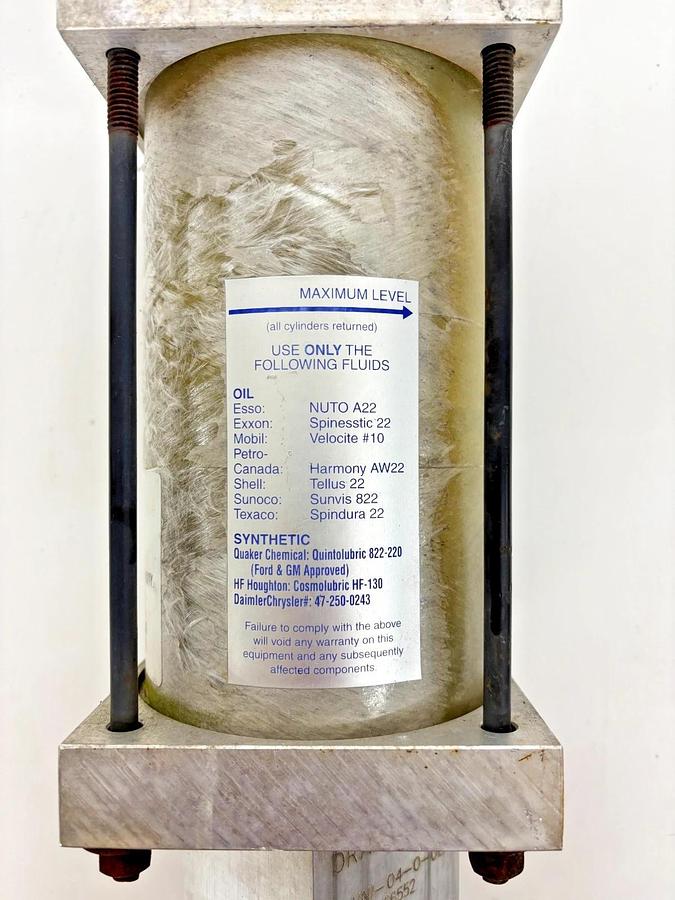 MAXIMUM LEVEL
(all cylinders returned)
USE ONLY THE
FOLLOWING FLUIDS
OIL
Esso: NUTO A22
Exxon: Spinesstic 22
Mobil: Velocite #10
Petro-
Canada: Harmony AW22
Shell: Tellus 22
Sunoco: Sunvis 822
Texaco: Spindura 22
SYNTHETIC
Quaker Chemical: Quintolubric 822-220
(Ford & GM Approved)
HF Houghton: Cosmolubric HF-130
DaimlerChrysler#: 47-250-0243
Failure to comply with the above
will void any warranty on this
equipment and any subsequently
affected components.